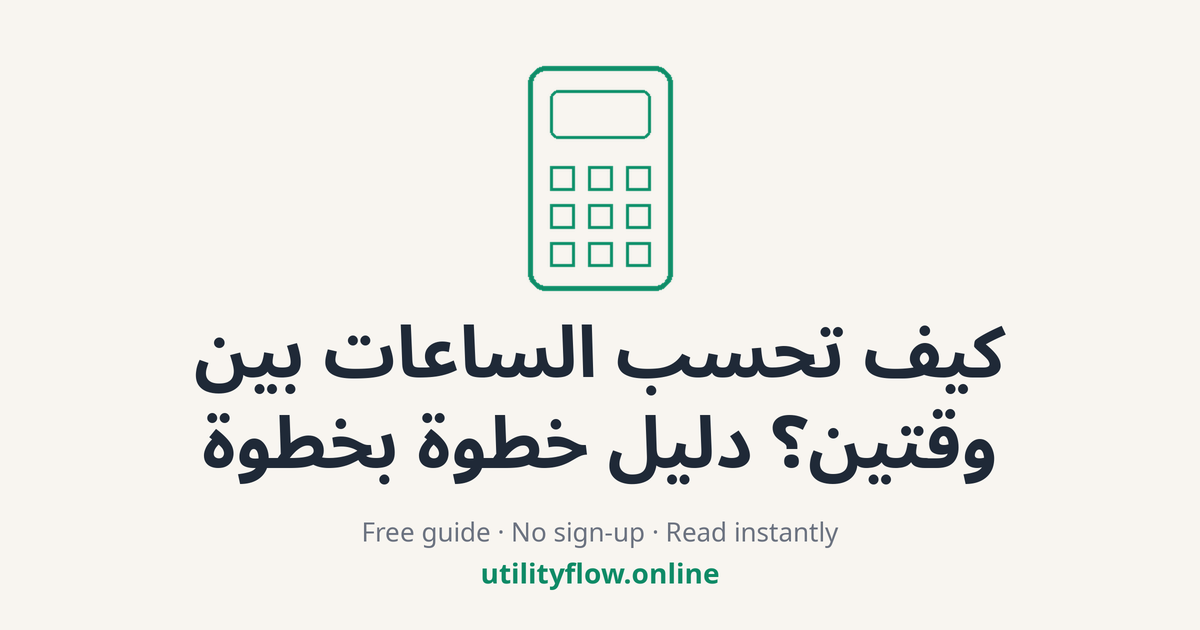 كيف تحسب الساعات بين
وقتين؟ دليل خطوة بخطوة
Free guide · No sign-up · Read instantly
utilityflow.online